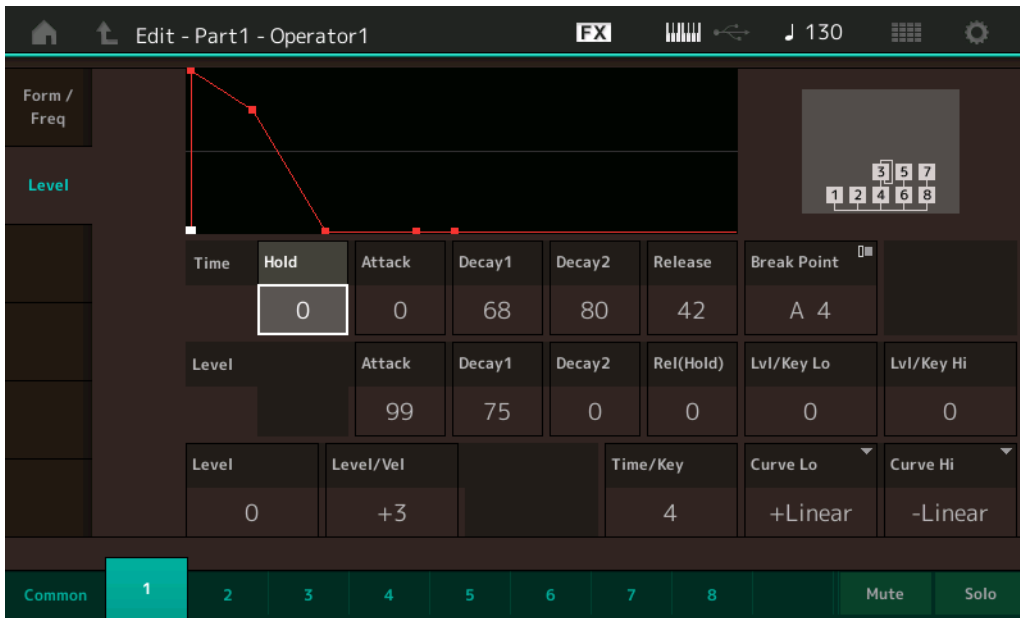 Edit - Part1 - Operator1 FX ♩ 130
Form /
Freq
Level
3 5 7
1 2 4 6 8
Time Hold Attack Decay1 Decay2 Release Break Point
0 0 68 80 42 A 4
Level Attack Decay1 Decay2 Rel(Hold) Lvl/Key Lo Lvl/Key Hi
99 75 0 0 0 0
Level Level/Vel Time/Key Curve Lo Curve Hi
0 +3 4 +Linear -Linear
Common 1 2 3 4 5 6 7 8 Mute Solo